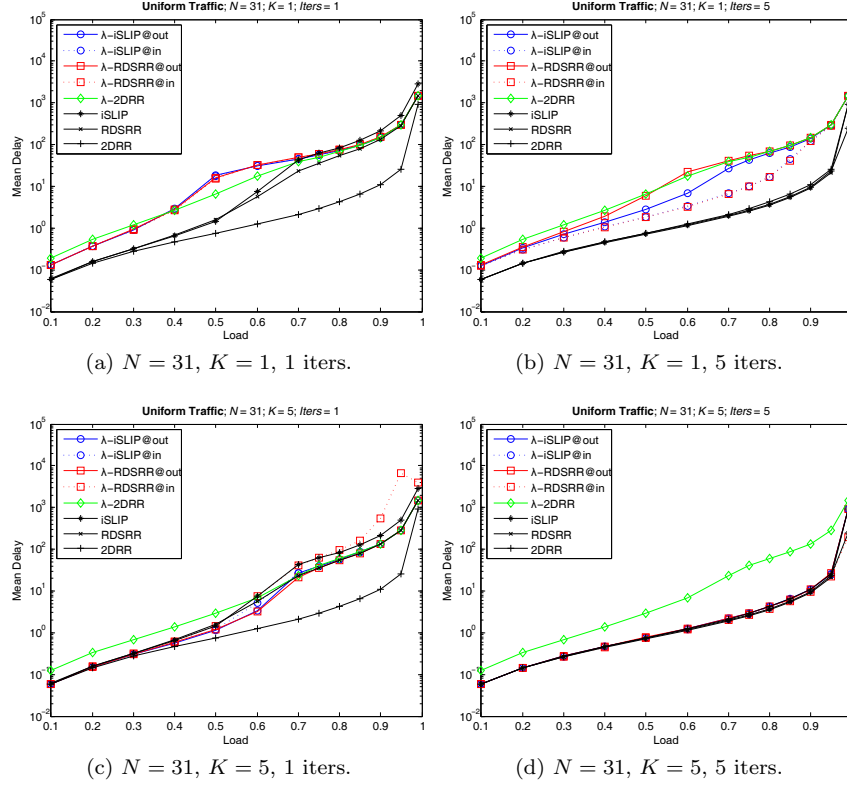 Uniform Traffic; N = 31; K = 1; Iters = 1
10^5
10^4
10^3
10^2
10^1
10^0
10^-1
10^-2
Mean Delay
λ-iSLIP@out
λ-iSLIP@in
λ-RDSRR@out
λ-RDSRR@in
λ-2DRR
iSLIP
RDSRR
2DRR
0.1 0.2 0.3 0.4 0.5 0.6 0.7 0.8 0.9 1
Load
(a) N = 31, K = 1, 1 iters.
Uniform Traffic; N = 31; K = 1; Iters = 5
10^5
10^4
10^3
10^2
10^1
10^0
10^-1
10^-2
Mean Delay
λ-iSLIP@out
λ-iSLIP@in
λ-RDSRR@out
λ-RDSRR@in
λ-2DRR
iSLIP
RDSRR
2DRR
0.1 0.2 0.3 0.4 0.5 0.6 0.7 0.8 0.9
Load
(b) N = 31, K = 1, 5 iters.
Uniform Traffic; N = 31; K = 5; Iters = 1
10^5
10^4
10^3
10^2
10^1
10^0
10^-1
10^-2
Mean Delay
λ-iSLIP@out
λ-iSLIP@in
λ-RDSRR@out
λ-RDSRR@in
λ-2DRR
iSLIP
RDSRR
2DRR
0.1 0.2 0.3 0.4 0.5 0.6 0.7 0.8 0.9 1
Load
(c) N = 31, K = 5, 1 iters.
Uniform Traffic; N = 31; K = 5; Iters = 5
10^5
10^4
10^3
10^2
10^1
10^0
10^-1
10^-2
Mean Delay
λ-iSLIP@out
λ-iSLIP@in
λ-RDSRR@out
λ-RDSRR@in
λ-2DRR
iSLIP
RDSRR
2DRR
0.1 0.2 0.3 0.4 0.5 0.6 0.7 0.8 0.9
Load
(d) N = 31, K = 5, 5 iters.